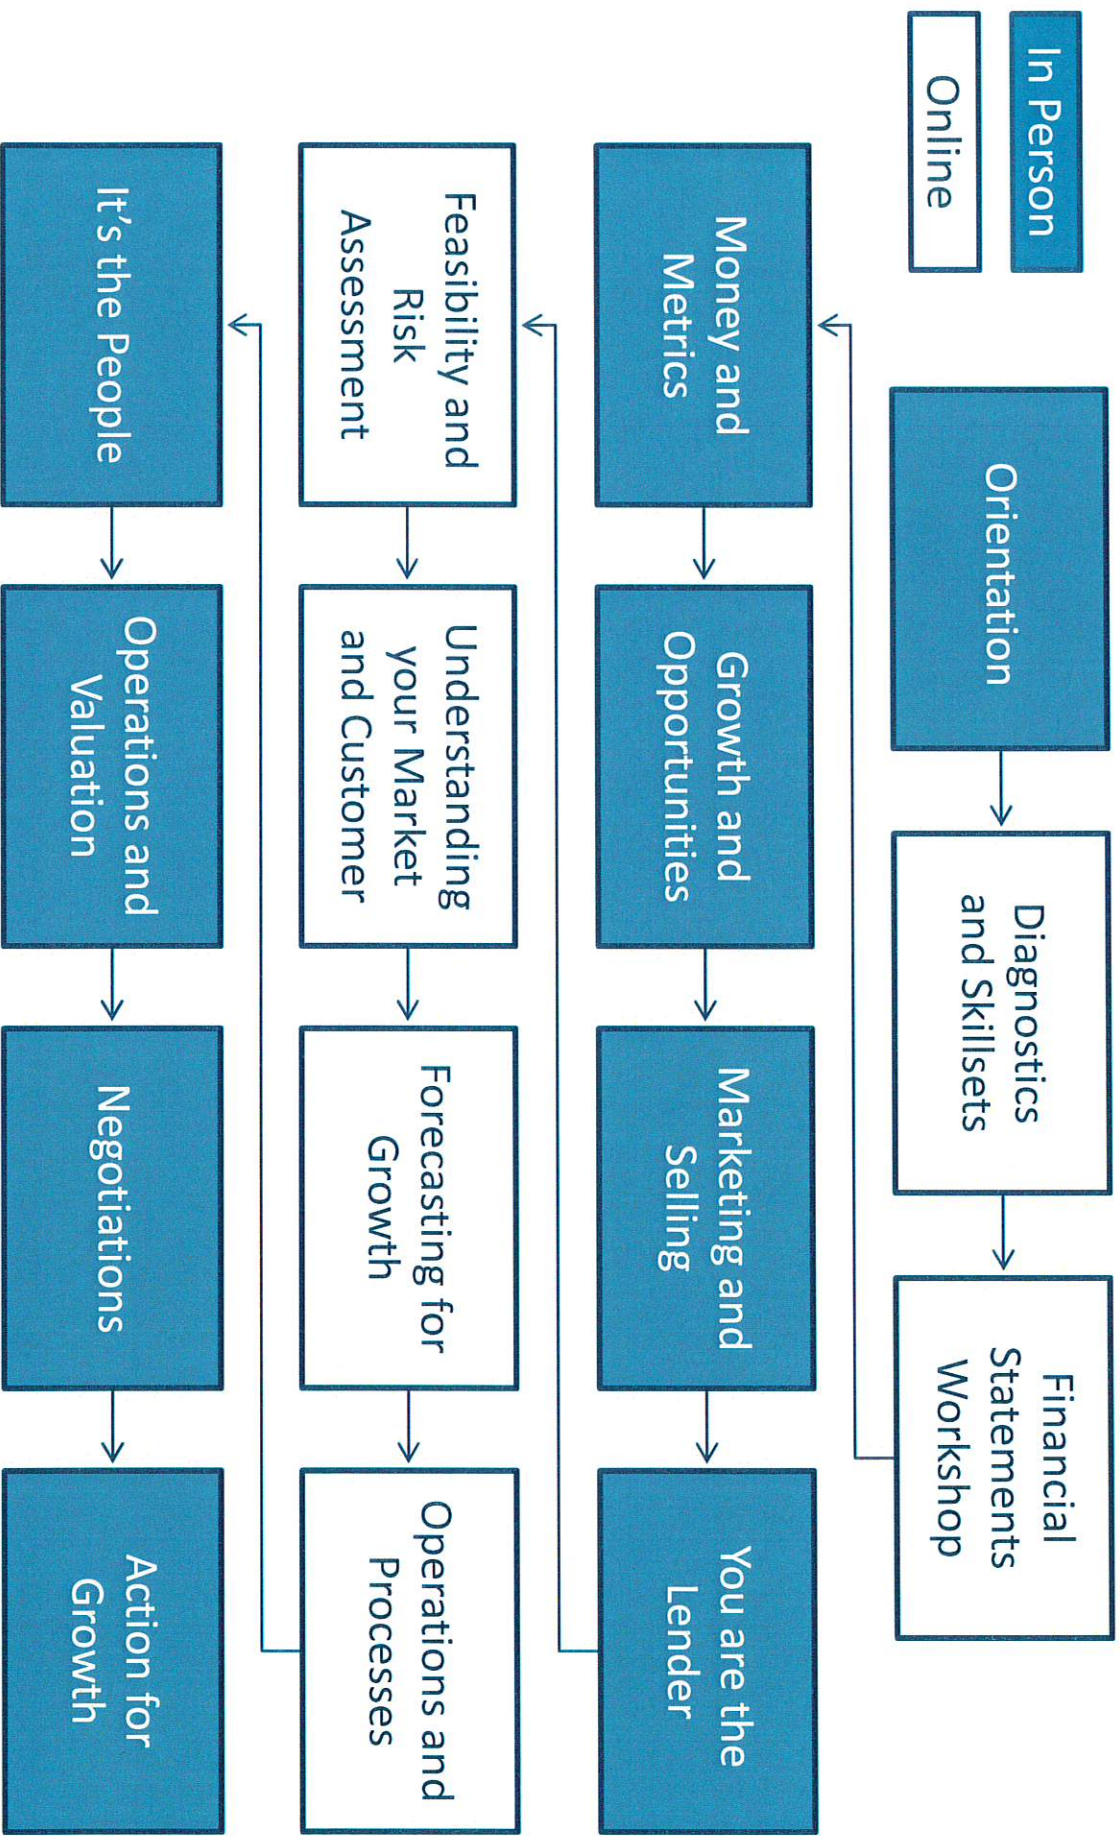 In Person
Online
Orientation
Diagnostics
and Skillsets
Financial
Statements
Workshop
Money and
Metrics
Growth and
Opportunities
Marketing and
Selling
You are the
Lender
Feasibility and
Risk
Assessment
Understanding
your Market
and Customer
Forecasting for
Growth
Operations and
Processes
It's the People
Operations and
Valuation
Negotiations
Action for
Growth